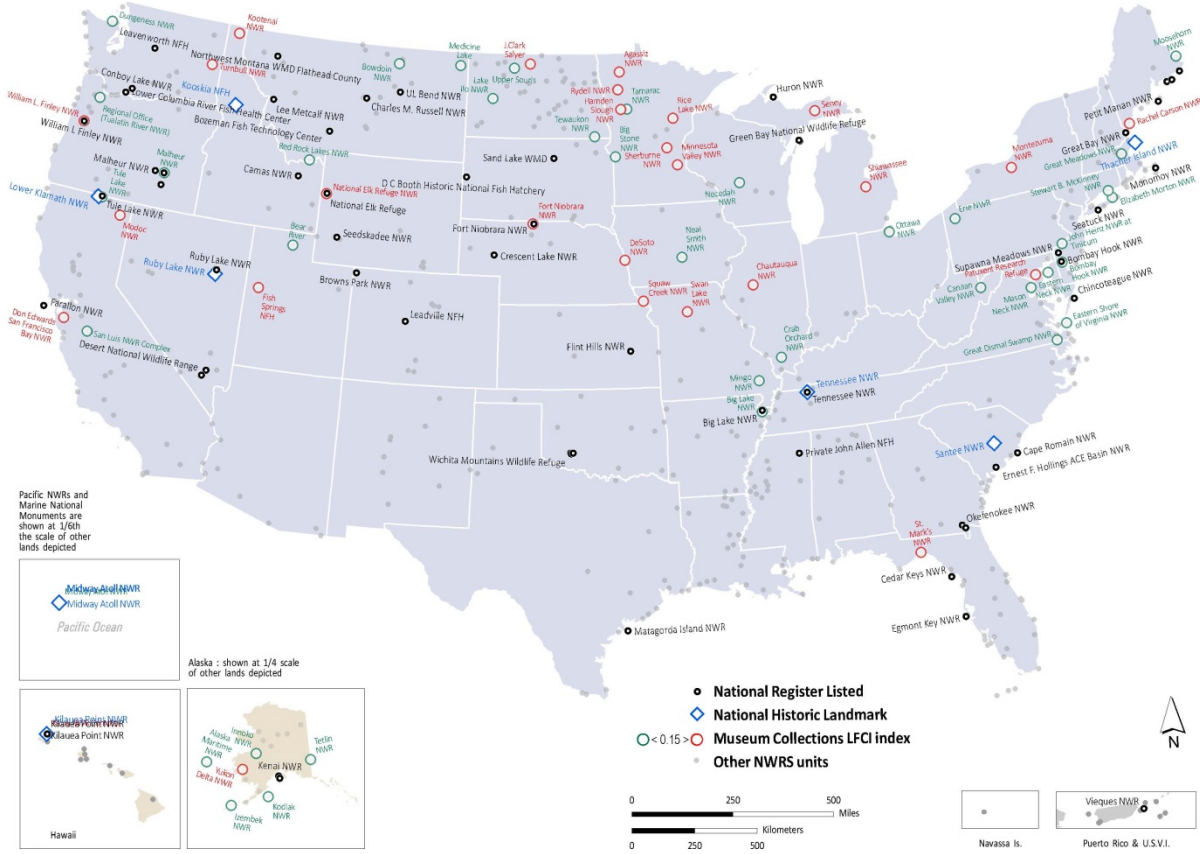 Dungeness NWR
Leavenworth NFH
Kootenai
NWR
Northwest Montana WMD Flathead County
Turnbull NWR
Bowdoin
NWR
Medicine
Lake
J.Clark
Salyer
Upper Souris
Lake
Ilo NWR
Agassiz
NWR
Rydell NWR
Hamden
Slough
NWR
Tamarac
NWR
Rice
Lake NWR
Huron NWR
Seney
NWR
Moosehorn
NWR
Conboy Lake NWR
Lower Columbia River Fish Health Center
Kooskia NFH
Lee Metcalf NWR
UL Bend NWR
Charles M. Russell NWR
William L. Finley NWR
William L Finley NWR
Regional Office
(Tualatin River NWR)
Bozeman Fish Technology Center
Red Rock Lakes NWR
Tewaukon
NWR
Big
Stone
NWR
Sherburne
NWR
Minnesota
Valley NWR
Green Bay National Wildlife Refuge
Petit Manan NWR
Rachel Carson NWR
Great Bay NWR
Great Meadows NWR
Thacher Island NWR
Montezuma
NWR
Monomoy NWR
Malheur NWR
Malheur
NWR
Tule
Lake
NWR
Camas NWR
Sand Lake WMD
D C Booth Historic National Fish Hatchery
Necedah
NWR
Shiawassee
NWR
Stewart B. McKinney
NWR
Elizabeth Morton NWR
Seatuck NWR
Lower Klamath NWR
Tule Lake NWR
Modoc NWR
National Elk Refuge NWR
National Elk Refuge
Fort Niobrara
NWR
Fort Niobrara NWR
Erie NWR
Ottawa
NWR
John Heinz NWR at
Tinicum
Supawna Meadows NWR
Bombay Hook NWR
Bombay
Hook NWR
Patuxent Research
Refuge
Eastern
Neck NWR
Mason
Neck NWR
Canaan
Valley NWR
Chincoteague NWR
Bear
River
Seedskadee NWR
Crescent Lake NWR
DeSoto
NWR
Neal
Smith
NWR
Ruby Lake NWR
Ruby Lake NWR
Browns Park NWR
Squaw
Creek NWR
Swan
Lake
NWR
Chautauqua
NWR
Eastern Shore
of Virginia NWR
Great Dismal Swamp NWR
Farallon NWR
Don Edwards
San Francisco
Bay NWR
San Luis NWR Complex
Fish
Springs
NFH
Leadville NFH
Flint Hills NWR
Crab
Orchard
NWR
Desert National Wildlife Range
Mingo
NWR
Big Lake
NWR
Big Lake NWR
Tennessee NWR
Tennessee NWR
Wichita Mountains Wildlife Refuge
Private John Allen NFH
Santee NWR
Cape Romain NWR
Ernest F. Hollings ACE Basin NWR
Okefenokee NWR
St.
Mark's
NWR
Cedar Keys NWR
Egmont Key NWR
Matagorda Island NWR
Pacific NWRs and
Marine National
Monuments are
shown at 1/6th
the scale of other
lands depicted
Midway Atoll NWR
Midway Atoll NWR
Midway Atoll NWR
Pacific Ocean
Alaska : shown at 1/4 scale
of other lands depicted
Kilauea Point NWR
Kilauea Point NWR
Kilauea Point NWR
Hawaii
Alaska
Maritime
NWR
Innoko
NWR
Tetlin
NWR
Yukon
Delta NWR
Kenai NWR
Kodiak
NWR
Izembek
NWR
National Register Listed
National Historic Landmark
< 0.15 > Museum Collections LFCI index
Other NWRS units
N
0 250 500 Miles
0 250 500 Kilometers
Navassa Is.
Vieques NWR
Puerto Rico & U.S.V.I.